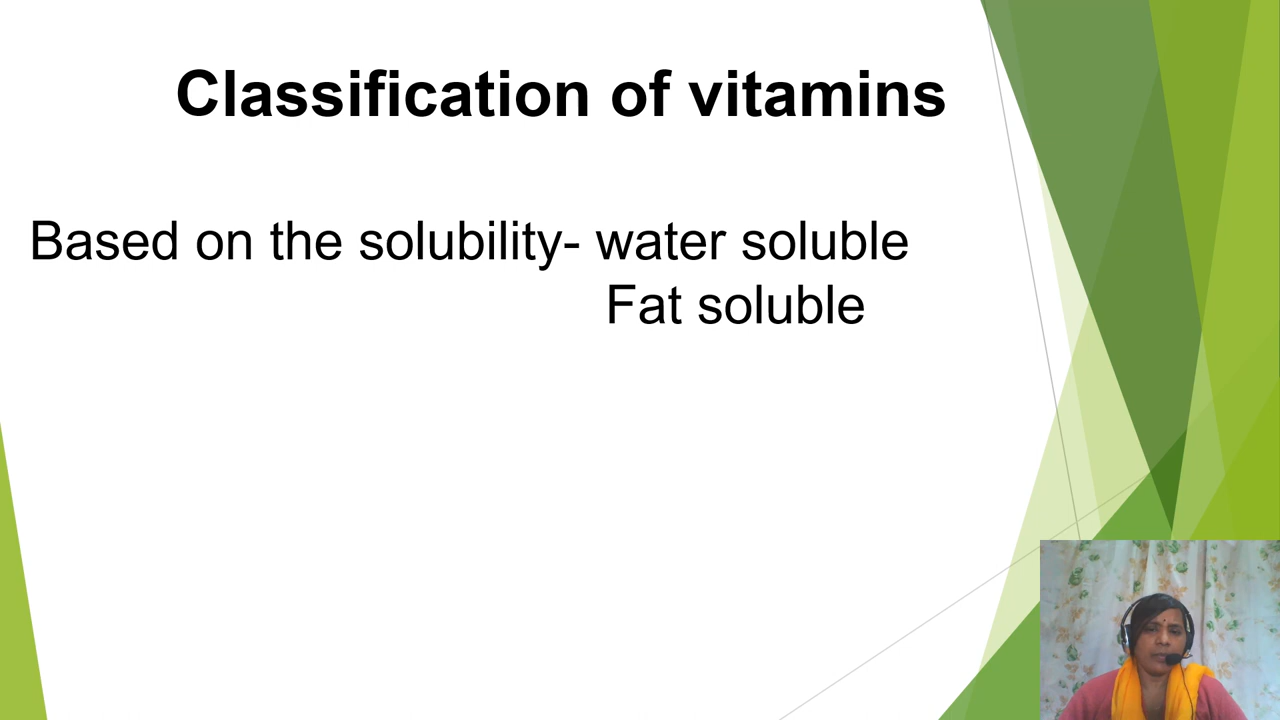 Classification of vitamins
Based on the solubility- water soluble
Fat soluble